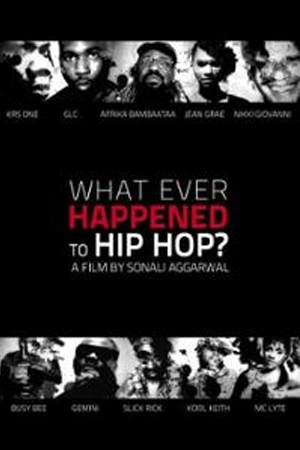 KRS ONE GLC AFRIKA BAMBAATAA JEAN GRAE NIKKI GIOVANNI
WHAT EVER
HAPPENED
TO HIP HOP?
A FILM BY SONALI AGGARWAL
BUSY BEE GEMINI SLICK RICK KOOL KEITH MC LYTE